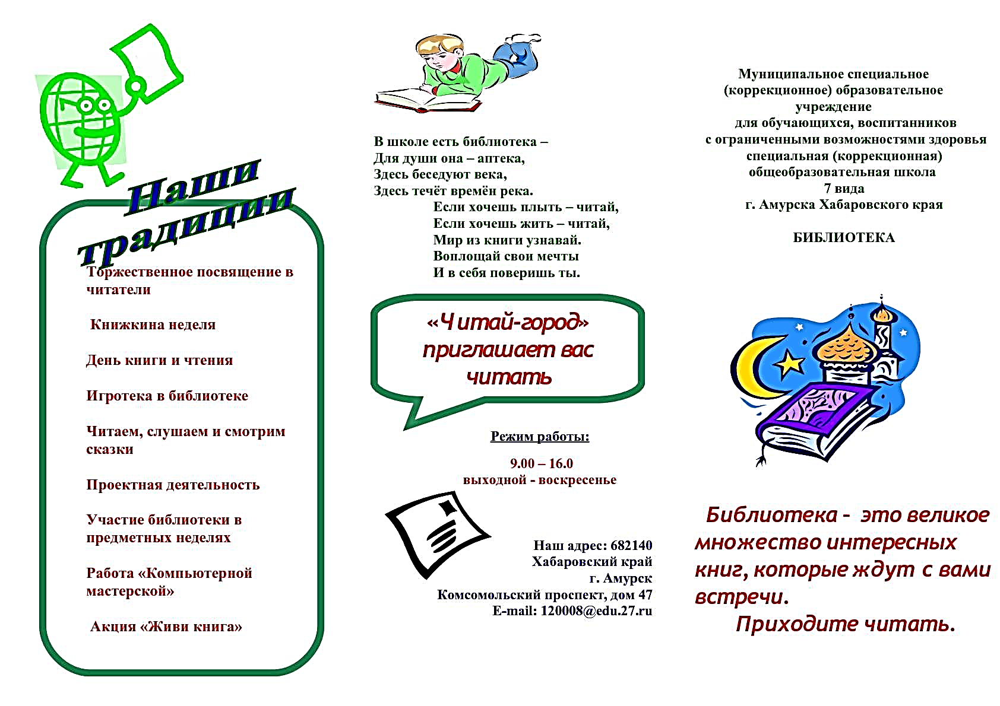 Наши
традиции
Торжественное посвящение в
читатели
Книжкина неделя
День книги и чтения
Игротека в библиотеке
Читаем, слушаем и смотрим
сказки
Проектная деятельность
Участие библиотеки в
предметных неделях
Работа «Компьютерной
мастерской»
Акция «Живи книга»
В школе есть библиотека –
Для души она – аптека,
Здесь беседуют века,
Здесь течёт времён река.
Если хочешь плыть – читай,
Если хочешь жить – читай,
Мир из книги узнавай.
Воплощай свои мечты
И в себя поверишь ты.
«Читай-город»
приглашает вас
читать
Режим работы:
9.00 – 16.0
выходной - воскресенье
Наш адрес: 682140
Хабаровский край
г. Амурск
Комсомольский проспект, дом 47
E-mail: 120008@edu.27.ru
Муниципальное специальное
(коррекционное) образовательное
учреждение
для обучающихся, воспитанников
с ограниченными возможностями здоровья
специальная (коррекционная)
общеобразовательная школа
7 вида
г. Амурска Хабаровского края
БИБЛИОТЕКА
Библиотека - это великое
множество интересных
книг, которые ждут с вами
встречи.
Приходите читать.